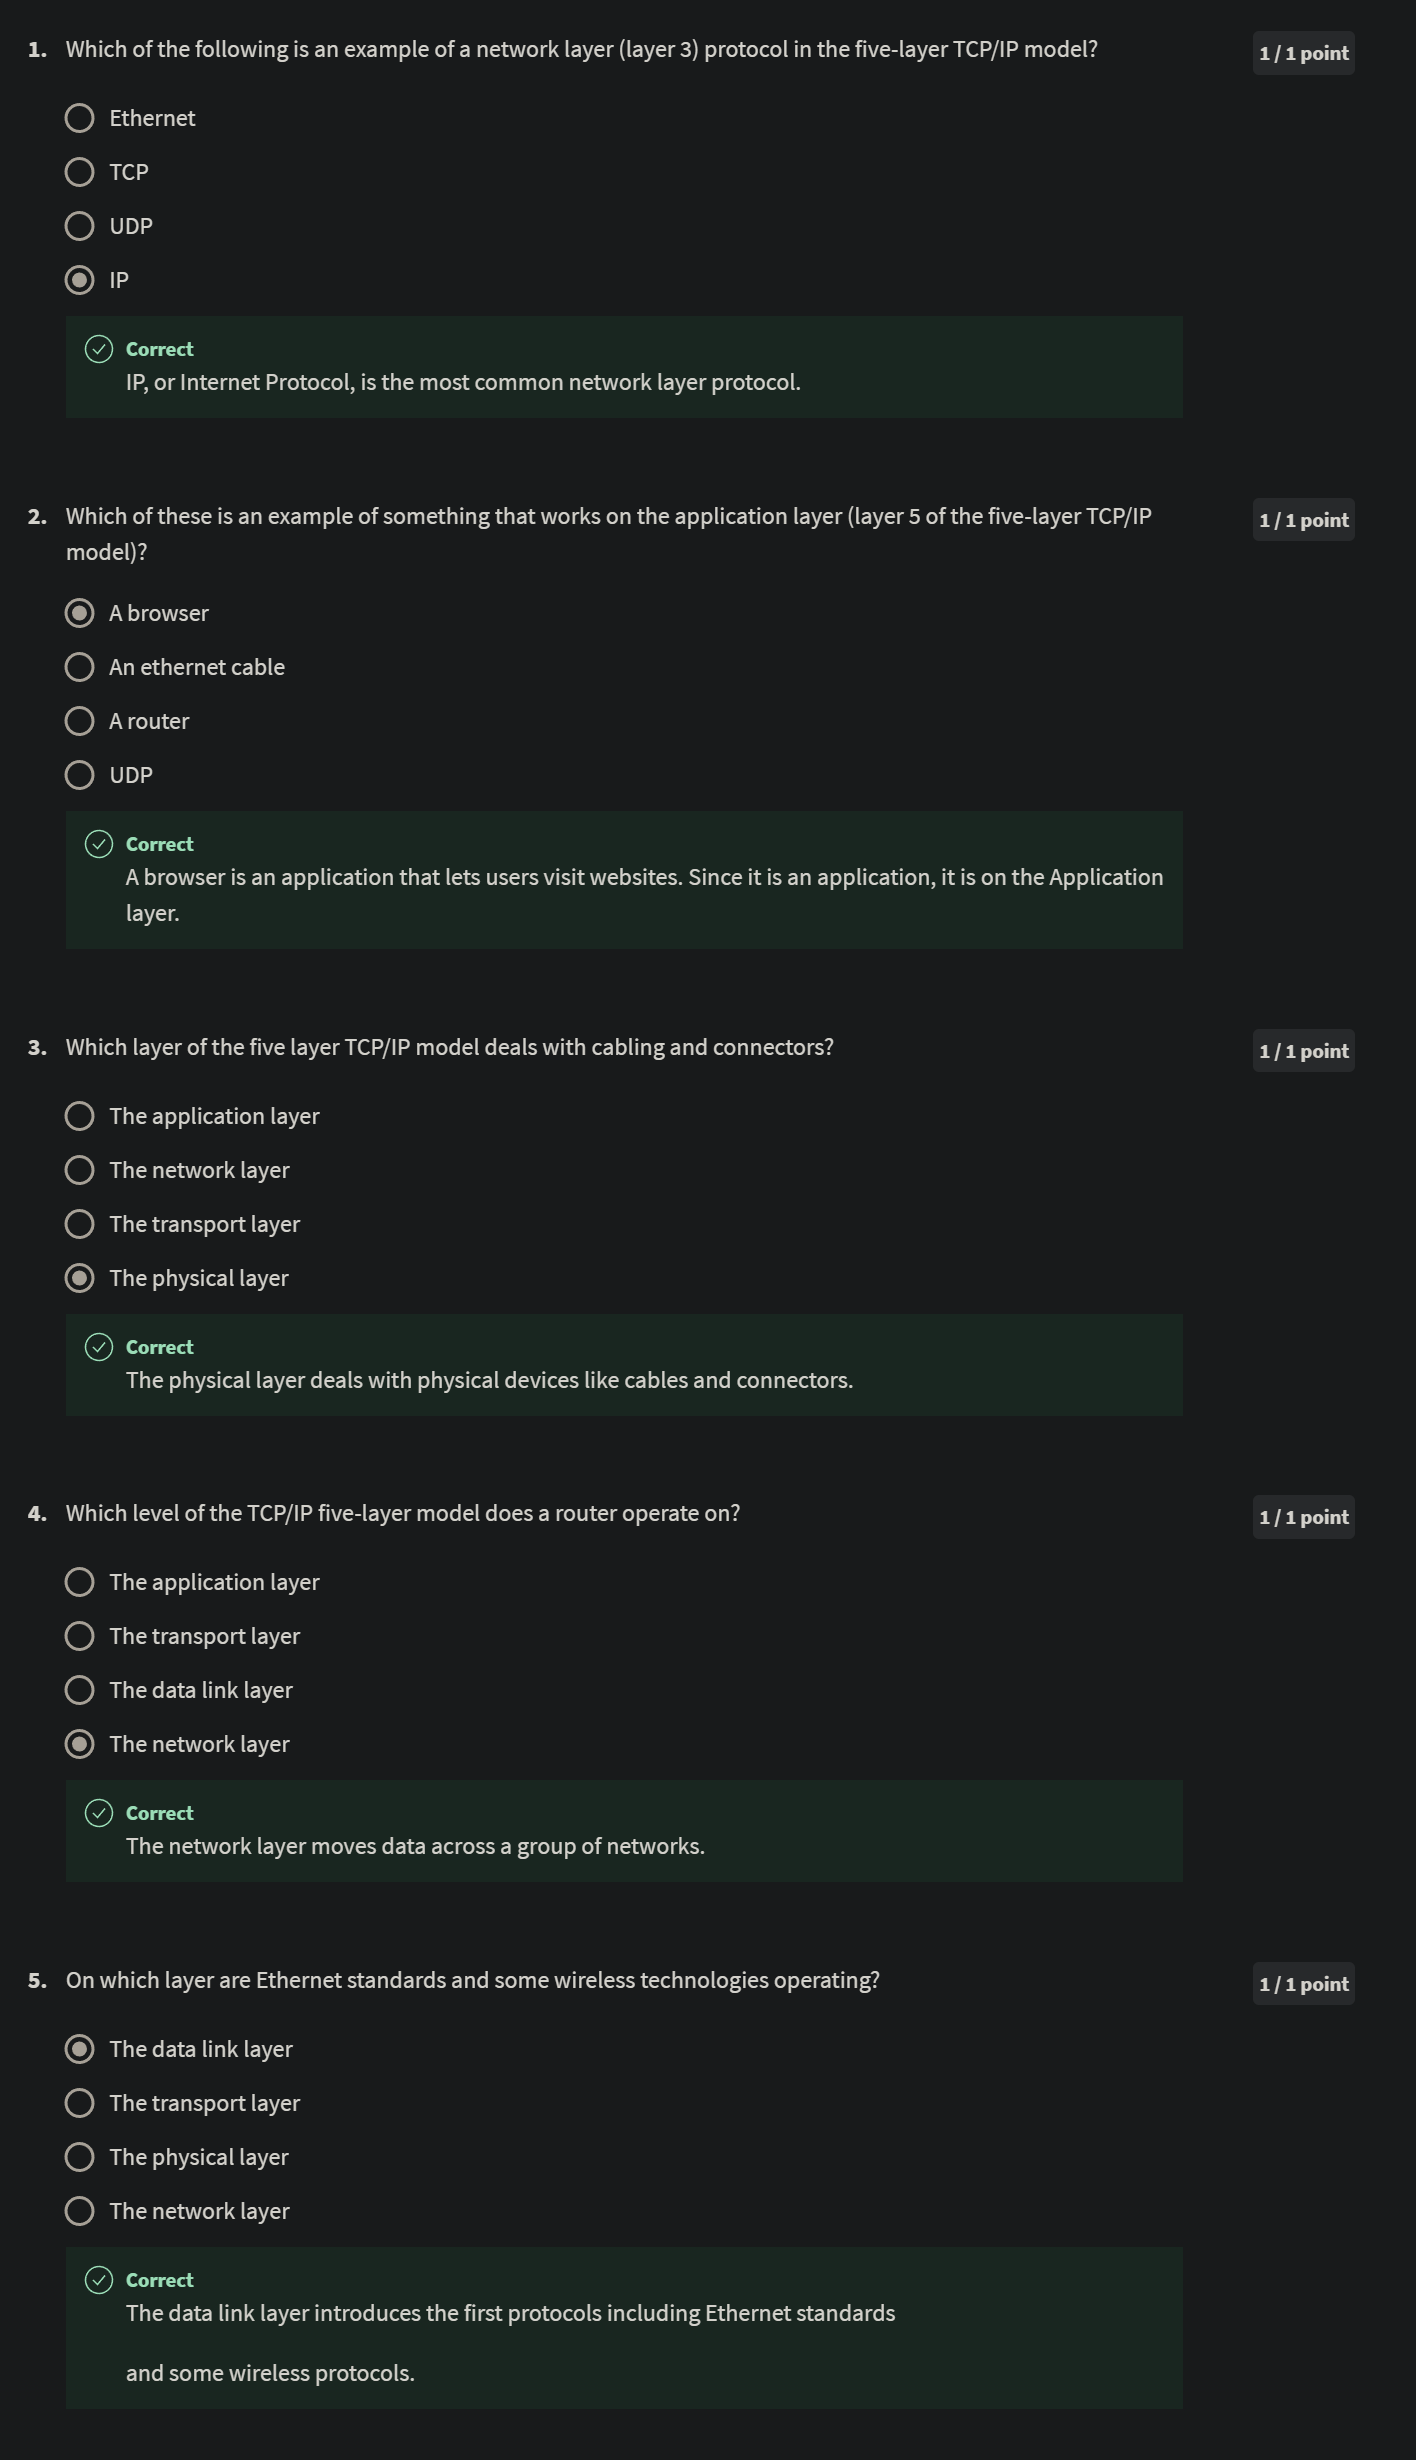 1. Which of the following is an example of a network layer (layer 3) protocol in the five-layer TCP/IP model?
1 / 1 point
Ethernet
TCP
UDP
IP
Correct
IP, or Internet Protocol, is the most common network layer protocol.
2. Which of these is an example of something that works on the application layer (layer 5 of the five-layer TCP/IP
model)?
1 / 1 point
A browser
An ethernet cable
A router
UDP
Correct
A browser is an application that lets users visit websites. Since it is an application, it is on the Application
layer.
3. Which layer of the five layer TCP/IP model deals with cabling and connectors?
1 / 1 point
The application layer
The network layer
The transport layer
The physical layer
Correct
The physical layer deals with physical devices like cables and connectors.
4. Which level of the TCP/IP five-layer model does a router operate on?
1 / 1 point
The application layer
The transport layer
The data link layer
The network layer
Correct
The network layer moves data across a group of networks.
5. On which layer are Ethernet standards and some wireless technologies operating?
1 / 1 point
The data link layer
The transport layer
The physical layer
The network layer
Correct
The data link layer introduces the first protocols including Ethernet standards
and some wireless protocols.